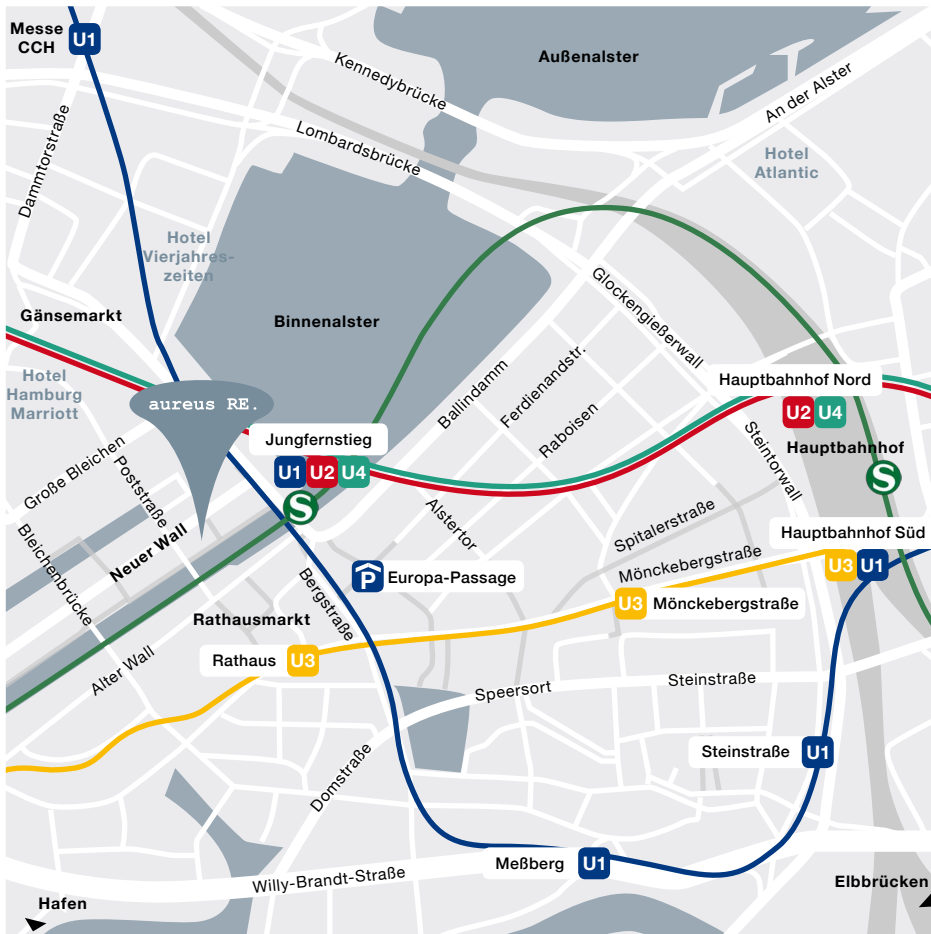 Messe
CCH
U1
Außenalster
Kennedybrücke
An der Alster
Lombardsbrücke
Hotel
Atlantic
Dammtorstraße
Hotel
Vierjahres-
zeiten
Glockengießerwall
Gänsemarkt
Binnenalster
Hotel
Hamburg
Marriott
aureus RE.
Ballindamm
Ferdienandstr.
Raboisen
Hauptbahnhof Nord
U2 U4
Hauptbahnhof
S
Steintorwall
Jungfernstieg
U1 U2 U4
S
Große Bleichen
Poststraße
Bleichenbrücke
Neuer Wall
Alstertor
Spitalerstraße
Hauptbahnhof Süd
U3 U1
Mönckebergstraße
U3 Mönckebergstraße
P Europa-Passage
Bergstraße
Rathausmarkt
Rathaus U3
Alter Wall
Speersort
Steinstraße
Steinstraße U1
Domstraße
Meßberg U1
Willy-Brandt-Straße
Elbbrücken
Hafen